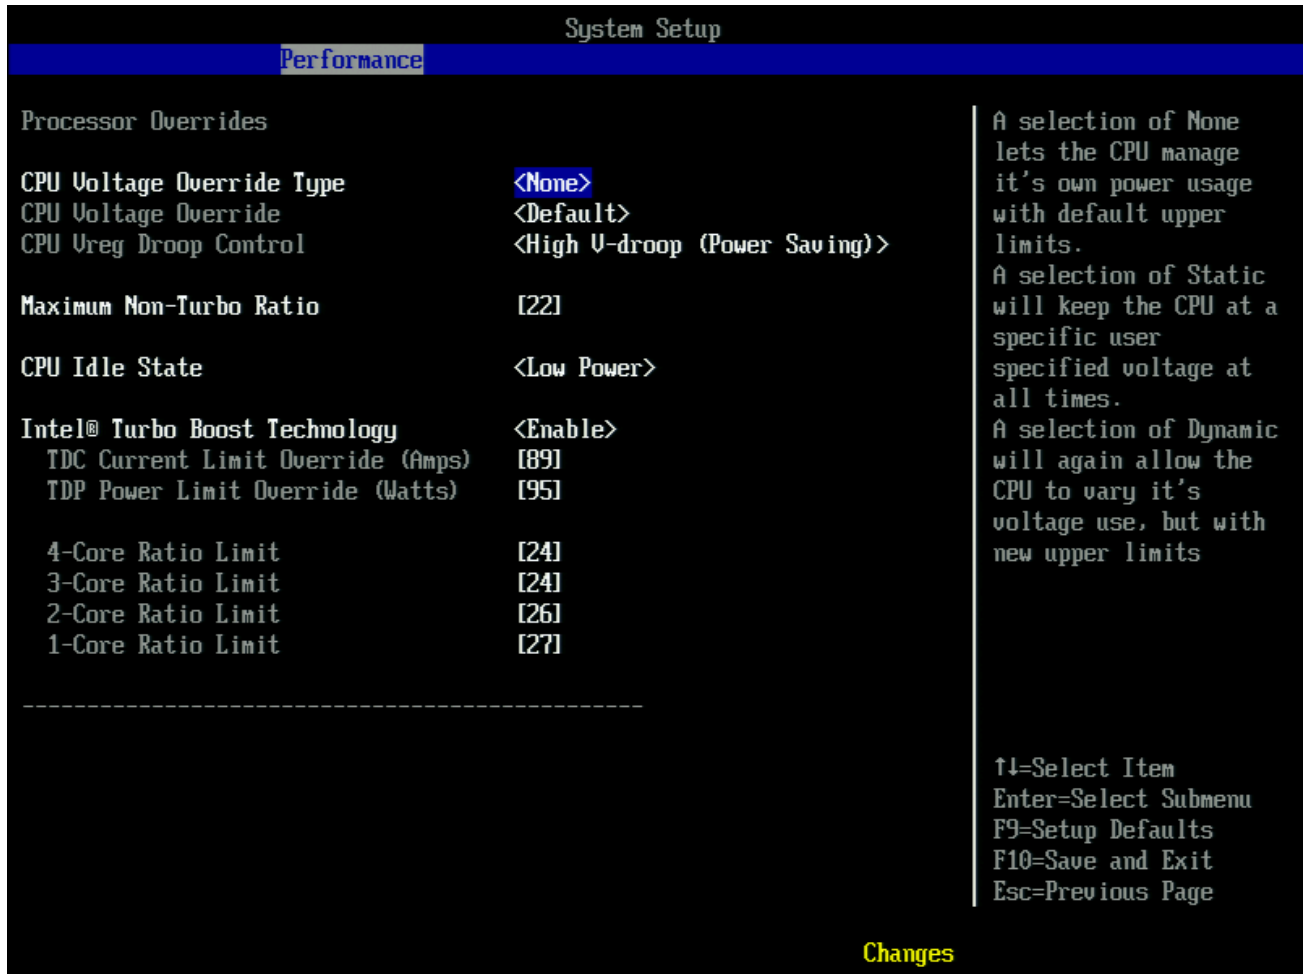 System Setup
Performance
Processor Overrides
CPU Voltage Override Type <None>
CPU Voltage Override <Default>
CPU Vreg Droop Control <High V-droop (Power Saving)>
Maximum Non-Turbo Ratio [22]
CPU Idle State <Low Power>
Intel® Turbo Boost Technology <Enable>
TDC Current Limit Override (Amps) [89]
TDP Power Limit Override (Watts) [95]
4-Core Ratio Limit [24]
3-Core Ratio Limit [24]
2-Core Ratio Limit [26]
1-Core Ratio Limit [27]
------------------------------------------------
A selection of None
lets the CPU manage
it's own power usage
with default upper
limits.
A selection of Static
will keep the CPU at a
specific user
specified voltage at
all times.
A selection of Dynamic
will again allow the
CPU to vary it's
voltage use, but with
new upper limits
↑↓=Select Item
Enter=Select Submenu
F9=Setup Defaults
F10=Save and Exit
Esc=Previous Page
Changes